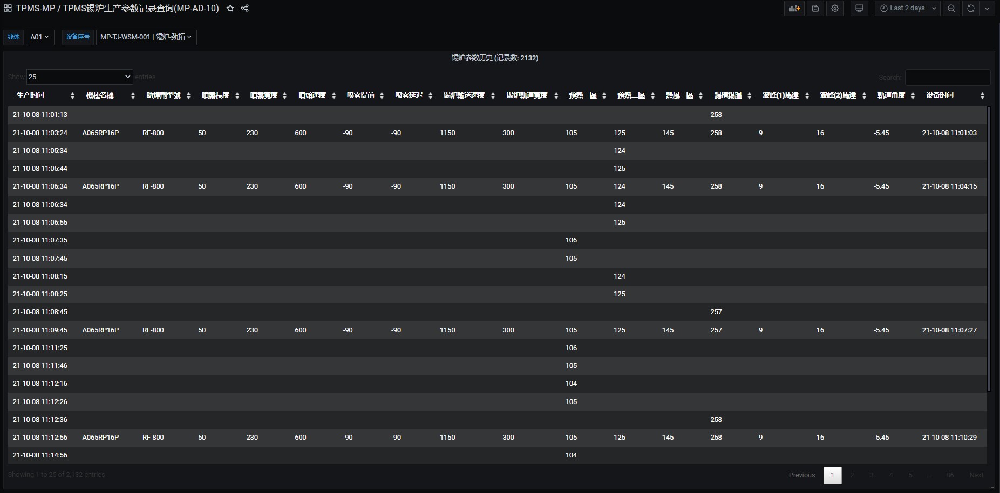 TPMS-MP / TPMS锡炉生产参数记录查询(MP-AD-10) Last 2 days
线体 A01 设备序号 MP-TJ-WSM-001 | 锡炉-劲拓
锡炉参数历史 (记录数: 2132)
Show 25 entries Search:
生产时间 機種名稱 助焊劑型號 噴霧長度 噴霧寬度 噴頭速度 喷雾提前 喷雾延迟 锡炉輸送速度 锡炉軌道寬度 預熱一區 預熱二區 熱風三區 錫槽錫溫 波峰(1)馬達 波峰(2)馬達 軌道角度 设备时间
21-10-08 11:01:13 258
21-10-08 11:03:24 A065RP16P RF-800 50 230 600 -90 -90 1150 300 105 125 145 258 9 16 -5.45 21-10-08 11:01:03
21-10-08 11:05:34 124
21-10-08 11:05:44 125
21-10-08 11:06:34 A065RP16P RF-800 50 230 600 -90 -90 1150 300 105 124 145 258 9 16 -5.45 21-10-08 11:04:15
21-10-08 11:06:34 124
21-10-08 11:06:55 125
21-10-08 11:07:35 106
21-10-08 11:07:45 105
21-10-08 11:08:15 124
21-10-08 11:08:25 125
21-10-08 11:08:45 257
21-10-08 11:09:45 A065RP16P RF-800 50 230 600 -90 -90 1150 300 105 125 145 257 9 16 -5.45 21-10-08 11:07:27
21-10-08 11:11:25 106
21-10-08 11:11:46 105
21-10-08 11:12:16 104
21-10-08 11:12:26 105
21-10-08 11:12:36 258
21-10-08 11:12:56 A065RP16P RF-800 50 230 600 -90 -90 1150 300 105 125 145 258 9 16 -5.45 21-10-08 11:10:29
21-10-08 11:14:56 104
Showing 1 to 25 of 2,132 entries Previous 1 2 3 4 5 … 86 Next